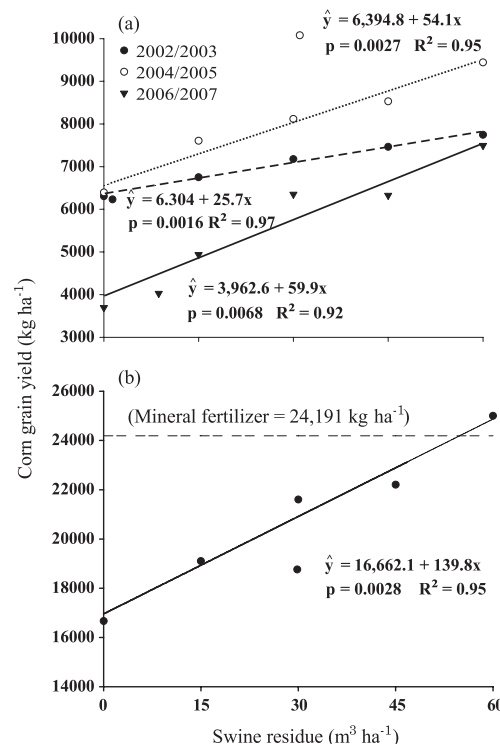 (a)
ŷ = 6,394.8 + 54.1x
p = 0.0027 R² = 0.95
2002/2003
2004/2005
2006/2007
10000
9000
8000
7000
6000
5000
4000
3000
ŷ = 6.304 + 25.7x
p = 0.0016 R² = 0.97
ŷ = 3,962.6 + 59.9x
p = 0.0068 R² = 0.92
Corn grain yield (kg ha⁻¹)
(b)
26000
24000
22000
20000
18000
16000
14000
(Mineral fertilizer = 24,191 kg ha⁻¹)
ŷ = 16,662.1 + 139.8x
p = 0.0028 R² = 0.95
0 15 30 45 60
Swine residue (m³ ha⁻¹)